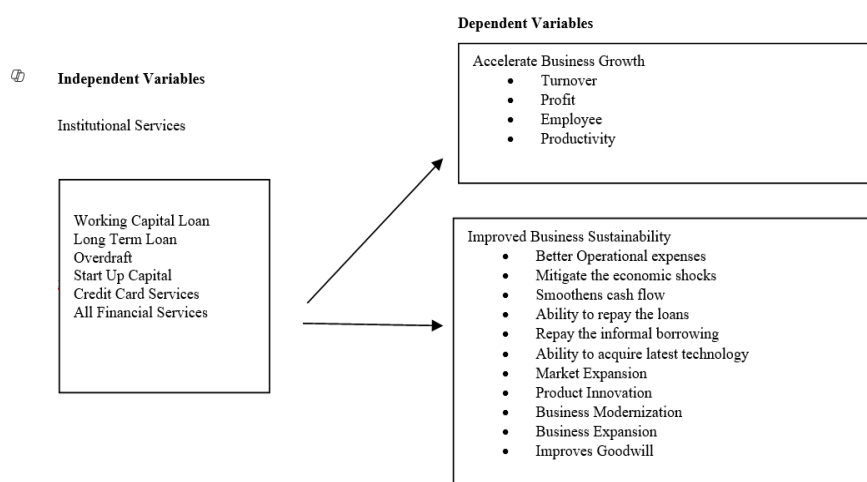 Dependent Variables
Accelerate Business Growth
• Turnover
• Profit
• Employee
• Productivity
Independent Variables
Institutional Services
Working Capital Loan
Long Term Loan
Overdraft
Start Up Capital
Credit Card Services
All Financial Services
Improved Business Sustainability
• Better Operational expenses
• Mitigate the economic shocks
• Smoothens cash flow
• Ability to repay the loans
• Repay the informal borrowing
• Ability to acquire latest technology
• Market Expansion
• Product Innovation
• Business Modernization
• Business Expansion
• Improves Goodwill